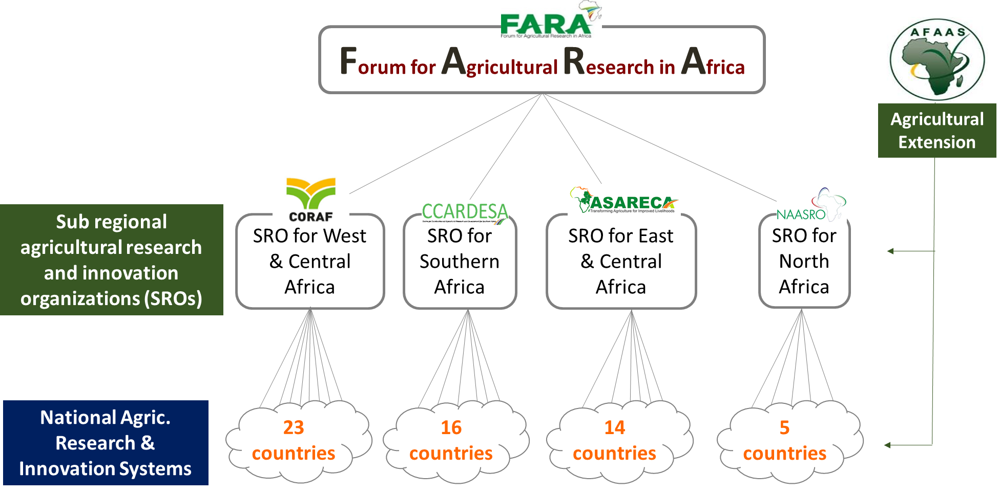 FARA
Forum for Agricultural Research in Africa
Forum for Agricultural Research in Africa
AFAAS
Agricultural
Extension
Sub regional
agricultural research
and innovation
organizations (SROs)
CORAF
SRO for West
& Central
Africa
CCARDESA
SRO for
Southern
Africa
ASARECA
Transforming Agriculture for Improved Livelihoods
SRO for East
& Central
Africa
NAASRO
SRO for
North
Africa
National Agric.
Research &
Innovation Systems
23
countries
16
countries
14
countries
5
countries